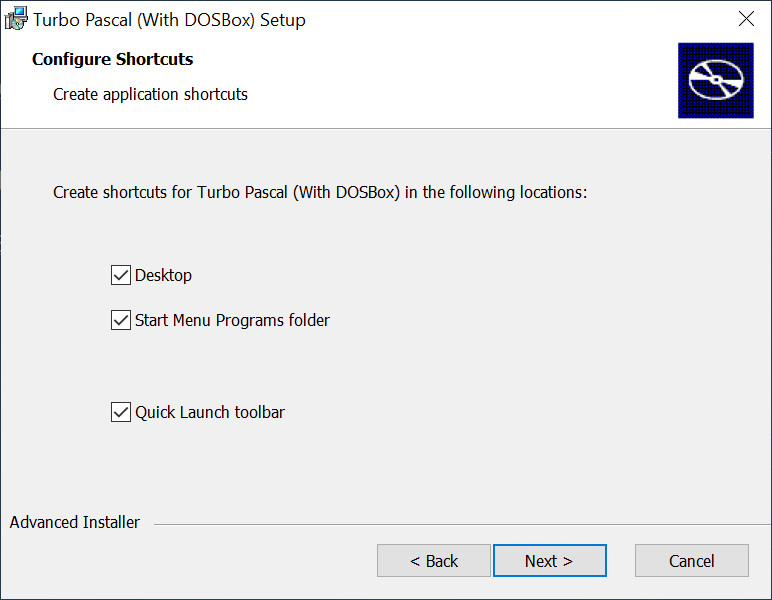 Turbo Pascal (With DOSBox) Setup
Configure Shortcuts
Create application shortcuts
Create shortcuts for Turbo Pascal (With DOSBox) in the following locations:
Desktop
Start Menu Programs folder
Quick Launch toolbar
Advanced Installer
< Back Next > Cancel